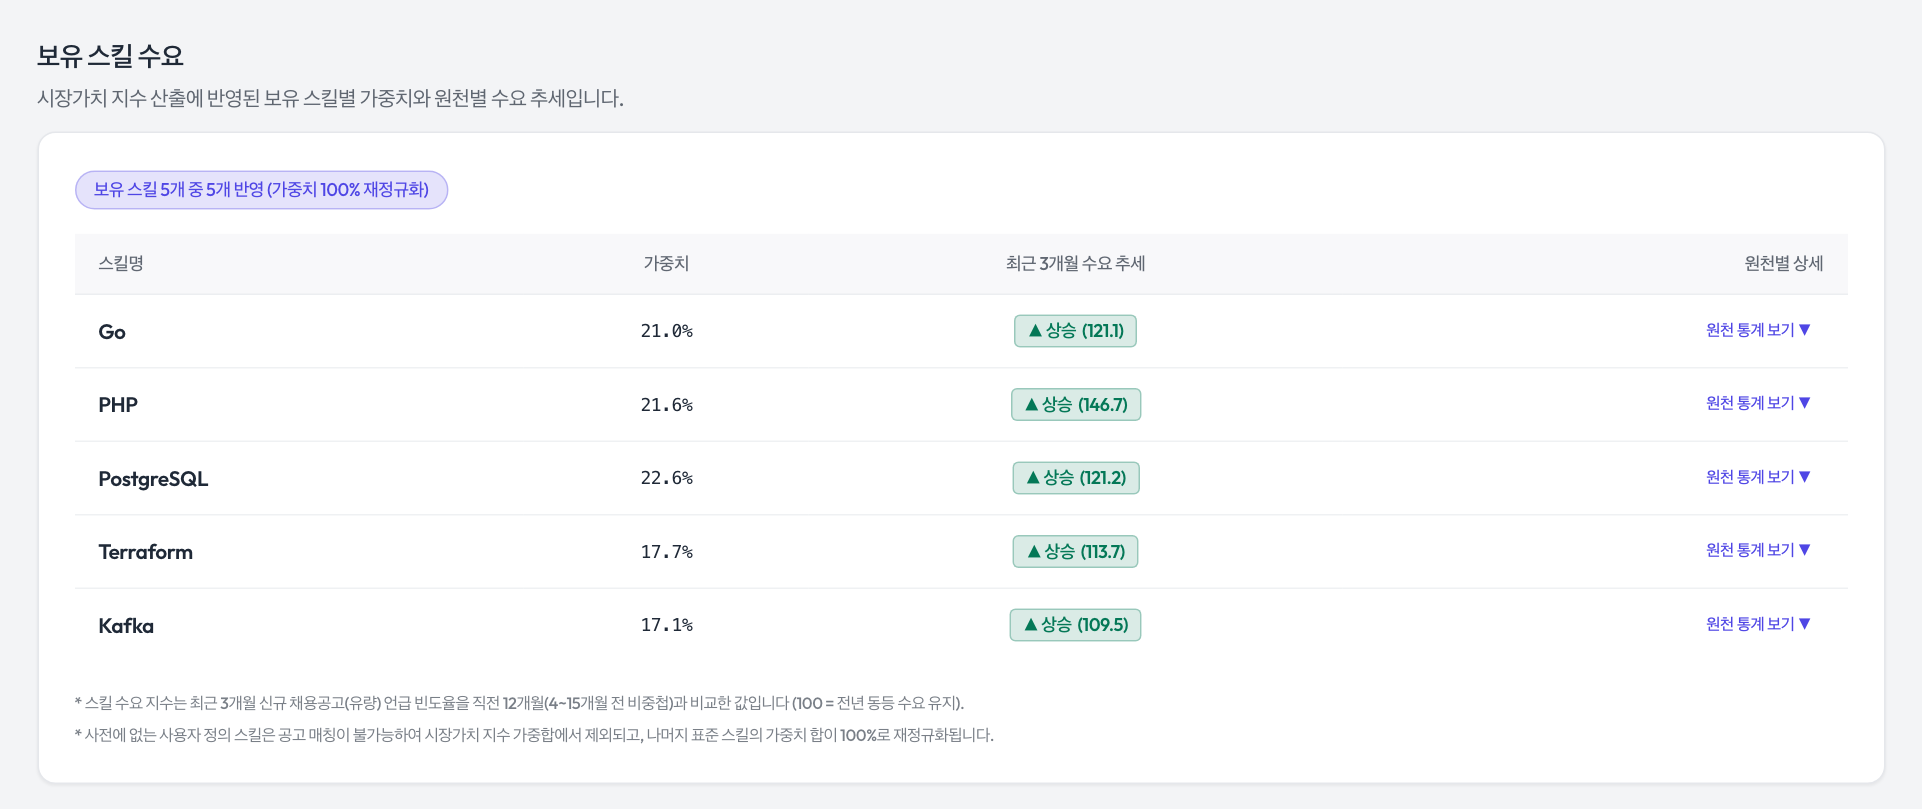 보유 스킬 수요
시장가치 지수 산출에 반영된 보유 스킬별 가중치와 원천별 수요 추세입니다.
보유 스킬 5개 중 5개 반영 (가중치 100% 재정규화)
스킬명 가중치 최근 3개월 수요 추세 원천별 상세
Go 21.0% ▲ 상승 (121.1) 원천 통계 보기 ▼
PHP 21.6% ▲ 상승 (146.7) 원천 통계 보기 ▼
PostgreSQL 22.6% ▲ 상승 (121.2) 원천 통계 보기 ▼
Terraform 17.7% ▲ 상승 (113.7) 원천 통계 보기 ▼
Kafka 17.1% ▲ 상승 (109.5) 원천 통계 보기 ▼
* 스킬 수요 지수는 최근 3개월 신규 채용공고(유량) 언급 빈도율을 직전 12개월(4~15개월 전 비중첩)과 비교한 값입니다 (100 = 전년 동등 수요 유지).
* 사전에 없는 사용자 정의 스킬은 공고 매칭이 불가능하여 시장가치 지수 가중합에서 제외되고, 나머지 표준 스킬의 가중치 합이 100%로 재정규화됩니다.